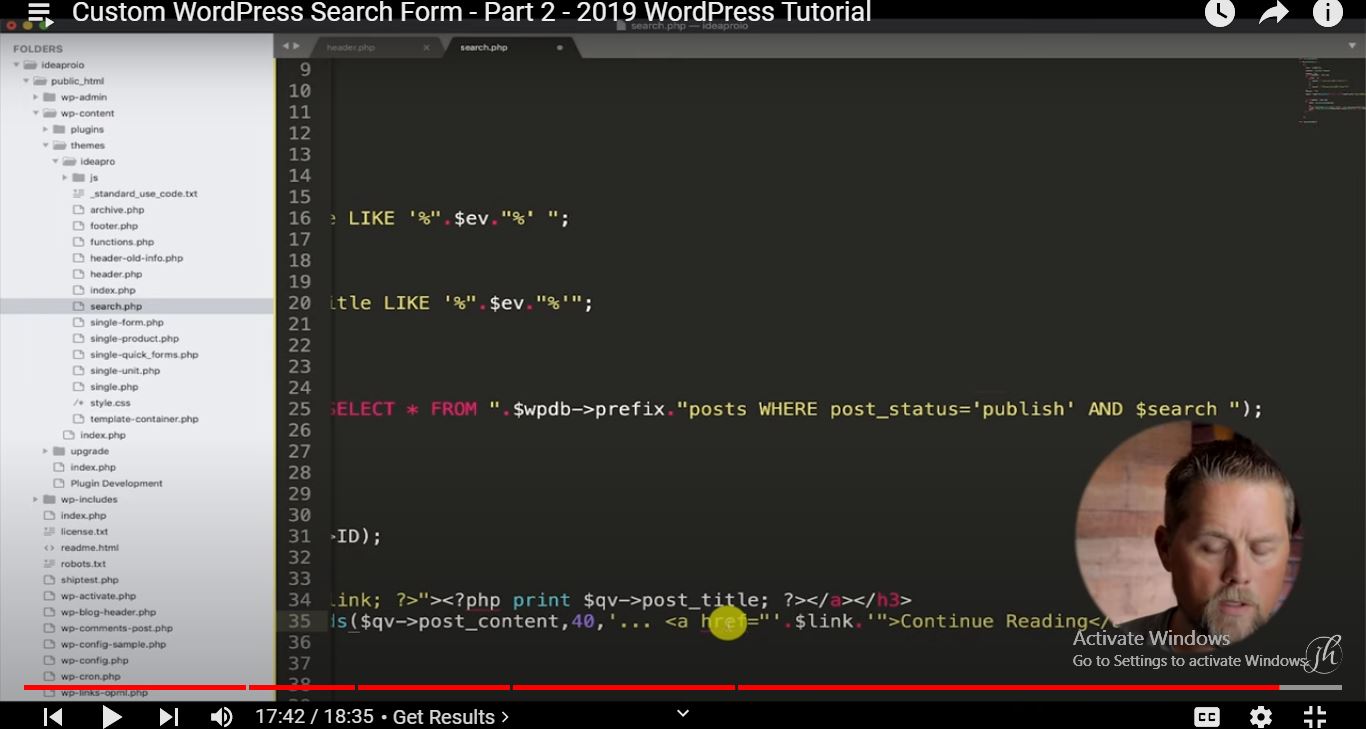 Custom WordPress Search Form - Part 2 - 2019 WordPress Tutorial
search.php — ideaproio
FOLDERS
ideaproio
public_html
wp-admin
wp-content
plugins
themes
ideapro
js
_standard_use_code.txt
archive.php
footer.php
functions.php
header-old-info.php
header.php
index.php
search.php
single-form.php
single-product.php
single-quick_forms.php
single-unit.php
single.php
style.css
template-container.php
index.php
upgrade
index.php
Plugin Development
wp-includes
index.php
license.txt
readme.html
robots.txt
shiptest.php
wp-activate.php
wp-blog-header.php
wp-comments-post.php
wp-config-sample.php
wp-config.php
wp-cron.php
wp-links-opml.php
header.php
search.php
9
10
11
12
13
14
15
16 e LIKE '%".$ev."%' ";
17
18
19
20 itle LIKE '%".$ev."%'";
21
22
23
24
25 SELECT * FROM ".$wpdb->prefix."posts WHERE post_status='publish' AND $search ");
26
27
28
29
30
31 >ID);
32
33
34 link; ?>"><?php print $qv->post_title; ?></a></h3>
35 ds($qv->post_content,40,'... <a href="'.$link.'">Continue Reading</
36
37
38
Activate Windows
Go to Settings to activate Windows.
jh
17:42 / 18:35 • Get Results >
CC